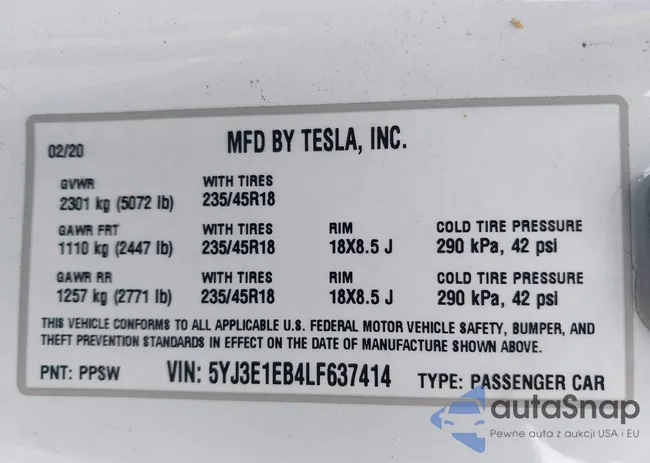 02/20 MFD BY TESLA, INC.
GVWR WITH TIRES
2301 kg (5072 lb) 235/45R18
GAWR FRT WITH TIRES RIM COLD TIRE PRESSURE
1110 kg (2447 lb) 235/45R18 18X8.5 J 290 kPa, 42 psi
GAWR RR WITH TIRES RIM COLD TIRE PRESSURE
1257 kg (2771 lb) 235/45R18 18X8.5 J 290 kPa, 42 psi
THIS VEHICLE CONFORMS TO ALL APPLICABLE U.S. FEDERAL MOTOR VEHICLE SAFETY, BUMPER, AND
THEFT PREVENTION STANDARDS IN EFFECT ON THE DATE OF MANUFACTURE SHOWN ABOVE.
PNT: PPSW VIN: 5YJ3E1EB4LF637414 TYPE: PASSENGER CAR
autaSnap
Pewne auta z aukcji USA i EU